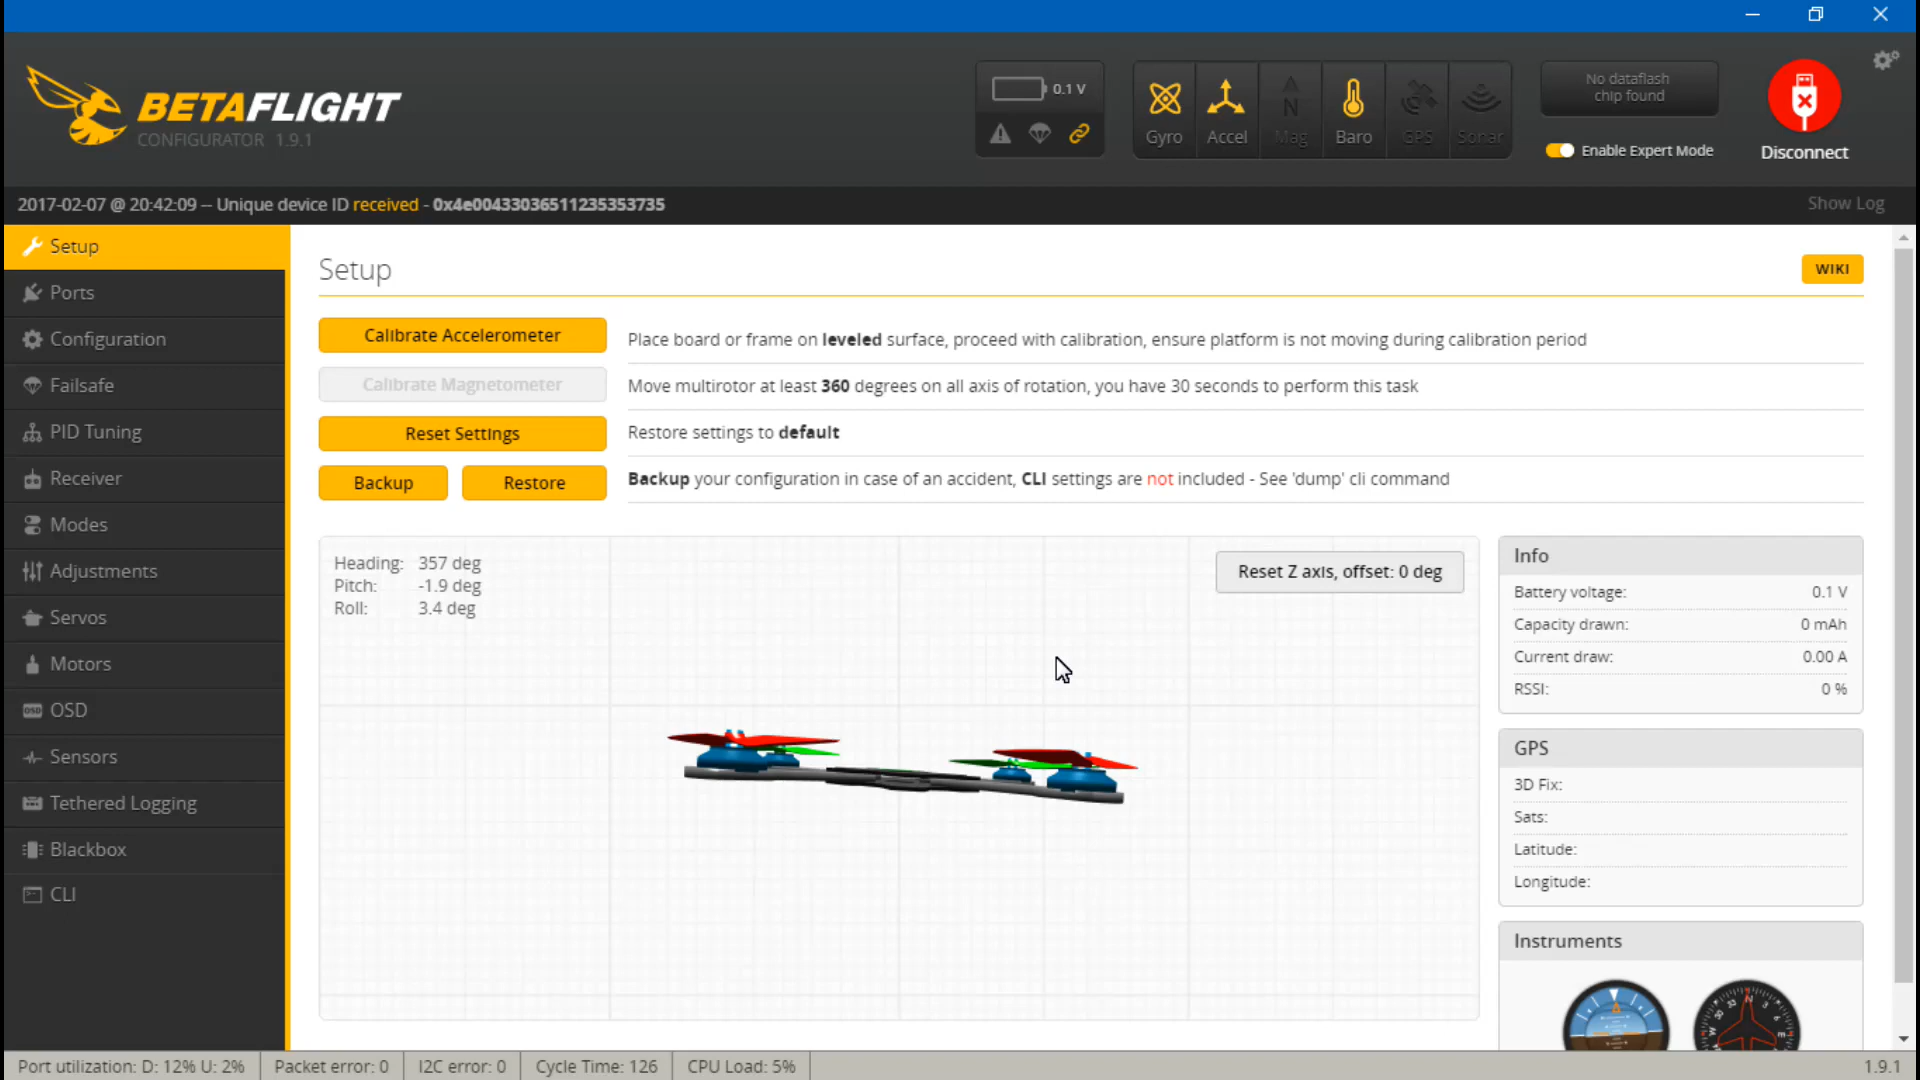 BETAFLIGHT
CONFIGURATOR 1.9.1
0.1 V
Gyro
Accel
Mag
Baro
GPS
Sonar
No dataflash
chip found
Enable Expert Mode
Disconnect
2017-02-07 @ 20:42:09 -- Unique device ID received - 0x4e0043303651123535​3735
Show Log
Setup
Ports
Configuration
Failsafe
PID Tuning
Receiver
Modes
Adjustments
Servos
Motors
OSD
Sensors
Tethered Logging
Blackbox
CLI
Setup
WIKI
Calibrate Accelerometer
Place board or frame on leveled surface, proceed with calibration, ensure platform is not moving during calibration period
Calibrate Magnetometer
Move multirotor at least 360 degrees on all axis of rotation, you have 30 seconds to perform this task
Reset Settings
Restore settings to default
Backup
Restore
Backup your configuration in case of an accident, CLI settings are not included - See 'dump' cli command
Heading: 357 deg
Pitch: -1.9 deg
Roll: 3.4 deg
Reset Z axis, offset: 0 deg
Info
Battery voltage: 0.1 V
Capacity drawn: 0 mAh
Current draw: 0.00 A
RSSI: 0 %
GPS
3D Fix:
Sats:
Latitude:
Longitude:
Instruments
Port utilization: D: 12% U: 2%
Packet error: 0
I2C error: 0
Cycle Time: 126
CPU Load: 5%
1.9.1